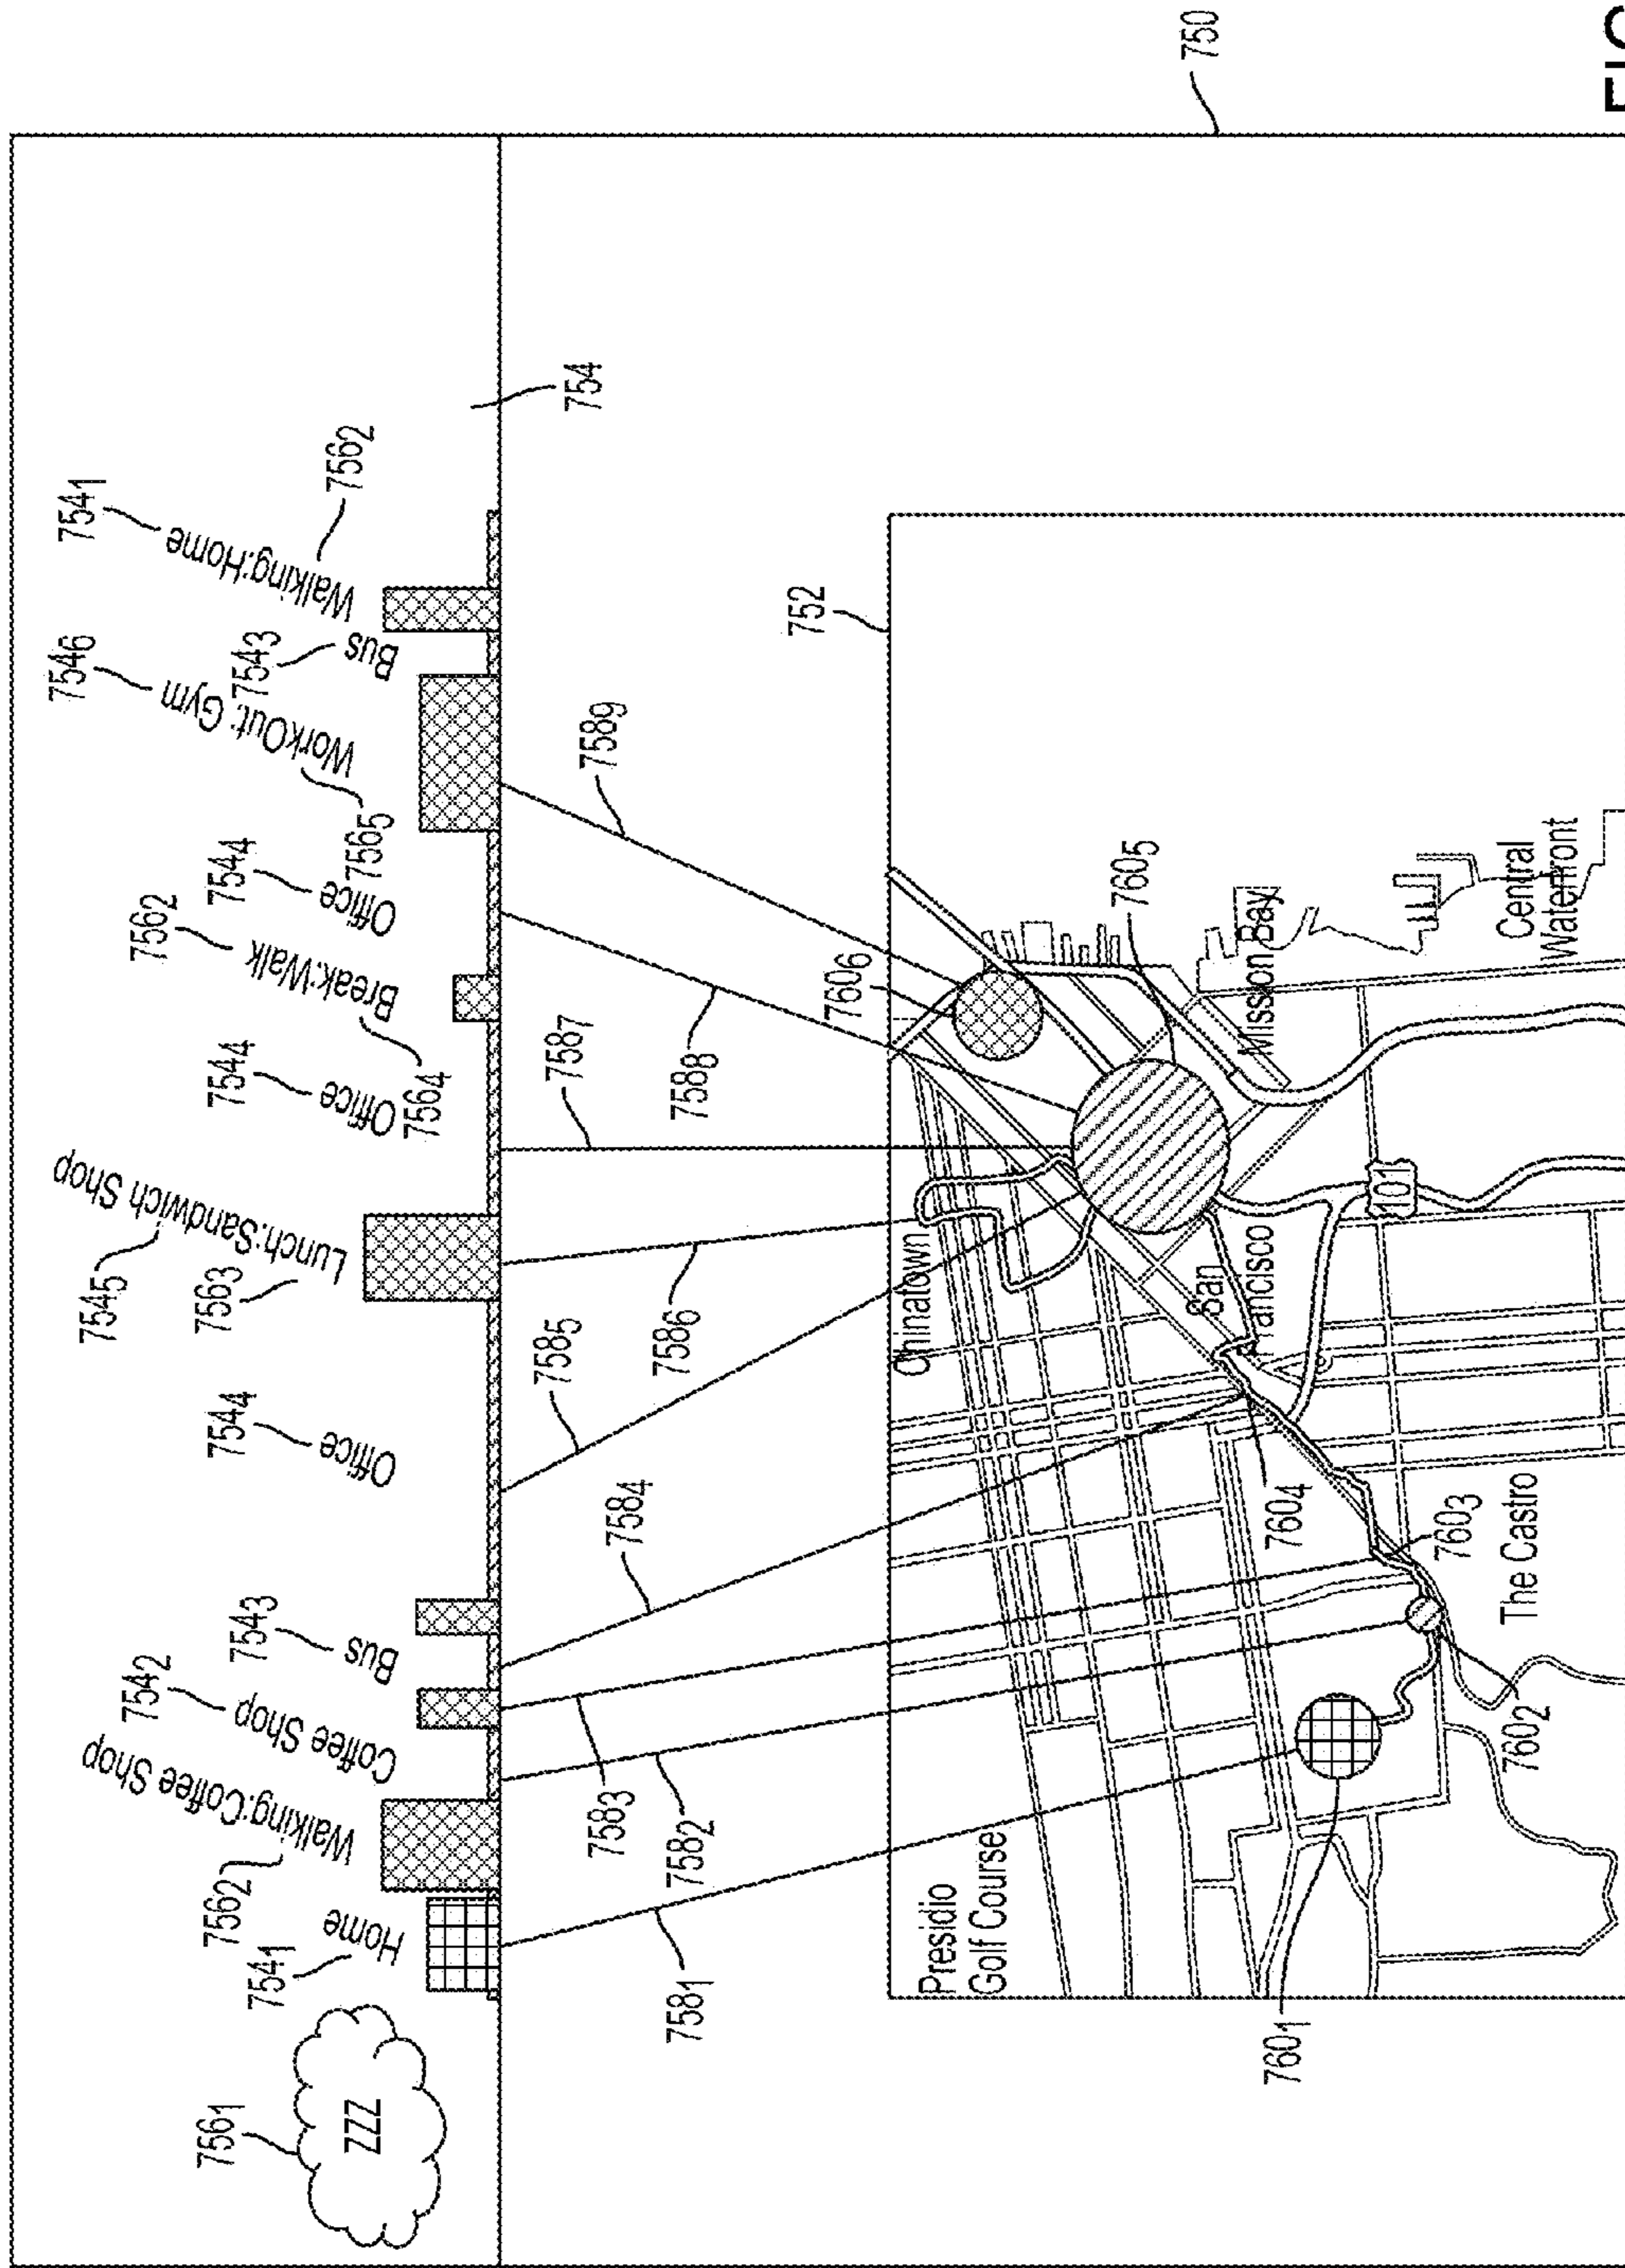 756₁
ZZZ
754₁
Home
756₂
Walking:Coffee Shop
754₂
Coffee Shop
754₃
Bus
754₄
Office
754₅
756₃
Lunch:Sandwich Shop
754₄
Office
756₄
756₂
Break:Walk
754₄
Office
756₅
754₆
WorkOut: Gym
754₃
Bus
754₁
Walking:Home
756₂
754
758₁
758₂
758₃
758₄
758₅
758₆
758₇
758₈
758₉
752
750
Presidio
Golf Course
Chinatown
San
Francisco
101
Mission Bay
Central
Waterfront
The Castro
760₁
760₂
760₃
760₄
760₅
760₆